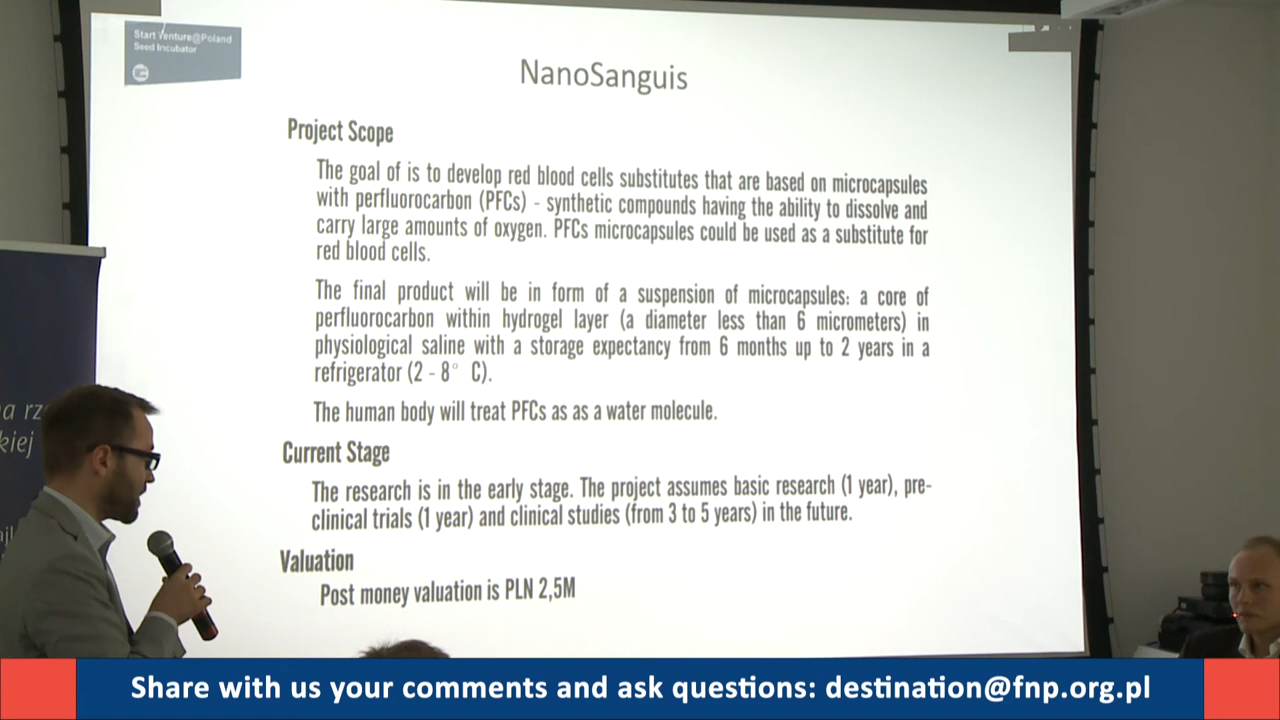 Start Venture@Poland
Seed Incubator
NanoSanguis
Project Scope
The goal of is to develop red blood cells substitutes that are based on microcapsules
with perfluorocarbon (PFCs) - synthetic compounds having the ability to dissolve and
carry large amounts of oxygen. PFCs microcapsules could be used as a substitute for
red blood cells.
The final product will be in form of a suspension of microcapsules: a core of
perfluorocarbon within hydrogel layer (a diameter less than 6 micrometers) in
physiological saline with a storage expectancy from 6 months up to 2 years in a
refrigerator (2 - 8° C).
The human body will treat PFCs as as a water molecule.
Current Stage
The research is in the early stage. The project assumes basic research (1 year), pre-
clinical trials (1 year) and clinical studies (from 3 to 5 years) in the future.
Valuation
Post money valuation is PLN 2,5M
Share with us your comments and ask questions: destination@fnp.org.pl